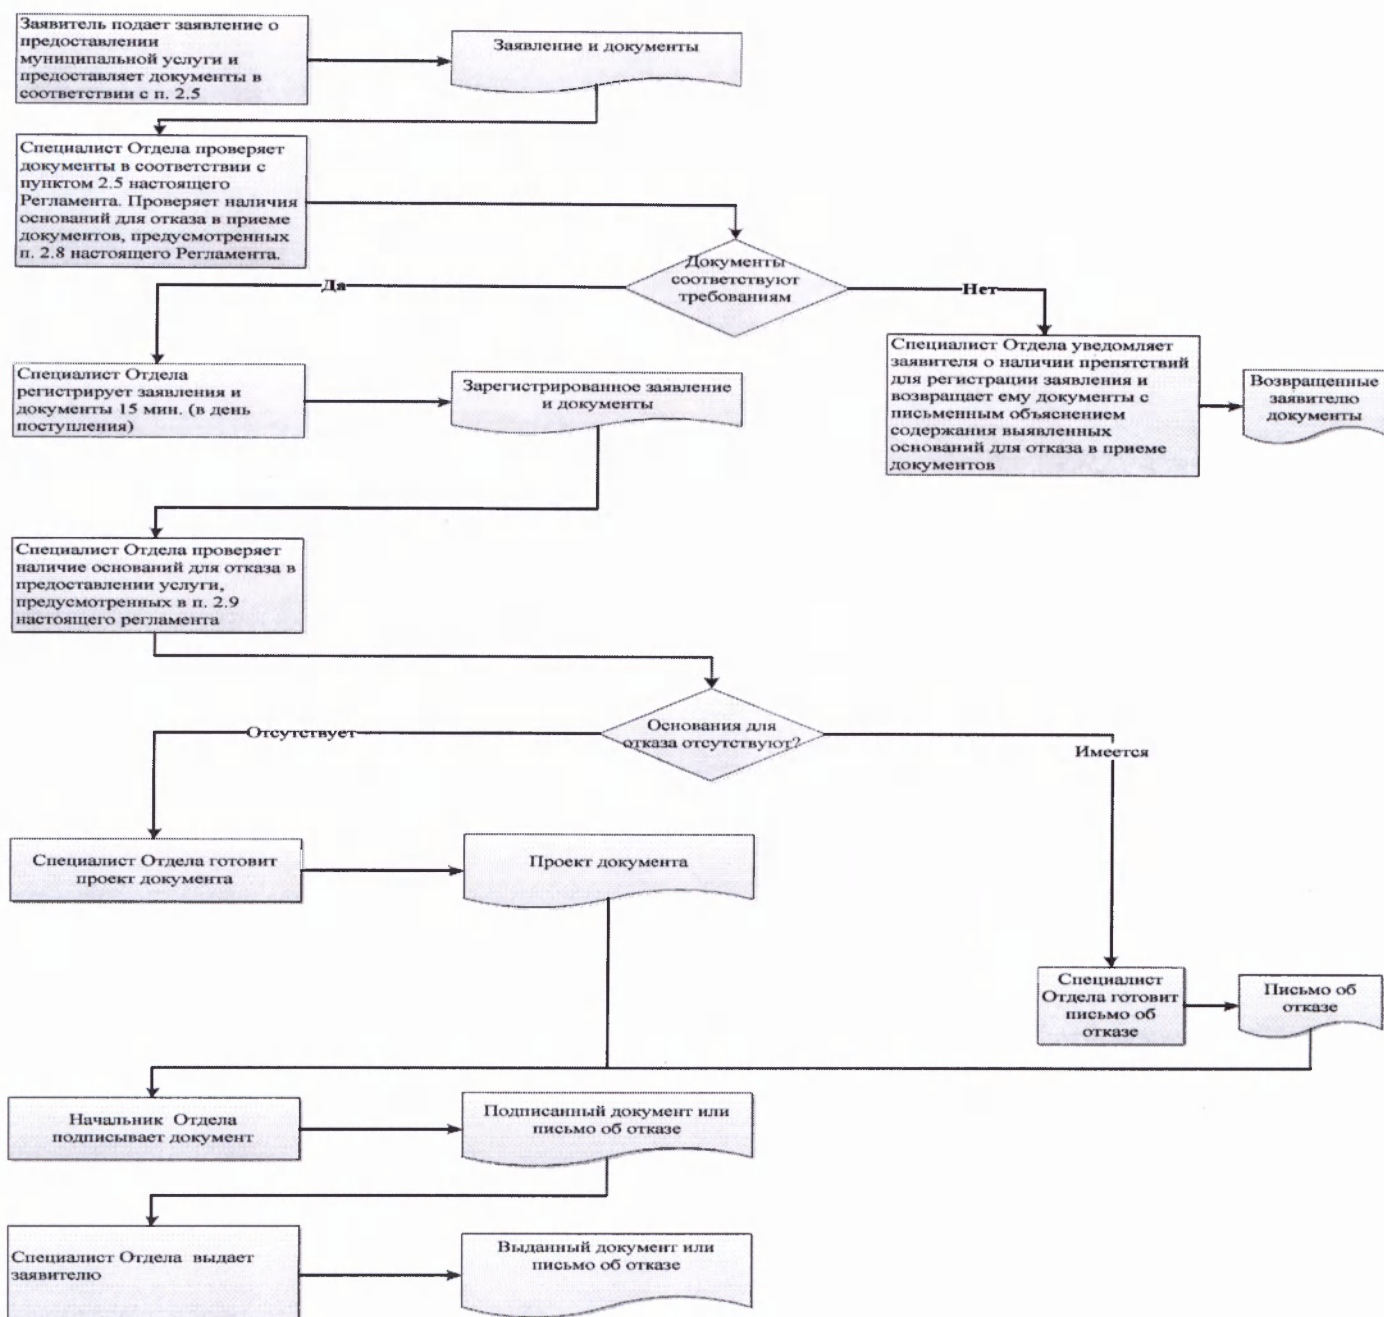 Заявитель подает заявление о
предоставлении
муниципальной услуги и
предоставляет документы в
соответствии с п. 2.5
Заявление и документы
Специалист Отдела проверяет
документы в соответствии с
пунктом 2.5 настоящего
Регламента. Проверяет наличия
оснований для отказа в приеме
документов, предусмотренных
п. 2.8 настоящего Регламента.
Документы
соответствуют
требованиям
Да
Нет
Специалист Отдела
регистрирует заявления и
документы 15 мин. (в день
поступления)
Зарегистрированное заявление
и документы
Специалист Отдела уведомляет
заявителя о наличии препятствий
для регистрации заявления и
возвращает ему документы с
письменным объяснением
содержания выявленных
оснований для отказа в приеме
документов
Возвращенные
заявителю
документы
Специалист Отдела проверяет
наличие оснований для отказа в
предоставлении услуги,
предусмотренных в п. 2.9
настоящего регламента
Основания для
отказа отсутствуют?
Отсутствует
Имеется
Специалист Отдела готовит
проект документа
Проект документа
Специалист
Отдела готовит
письмо об
отказе
Письмо об
отказе
Начальник Отдела
подписывает документ
Подписанный документ или
письмо об отказе
Специалист Отдела выдает
заявителю
Выданный документ или
письмо об отказе